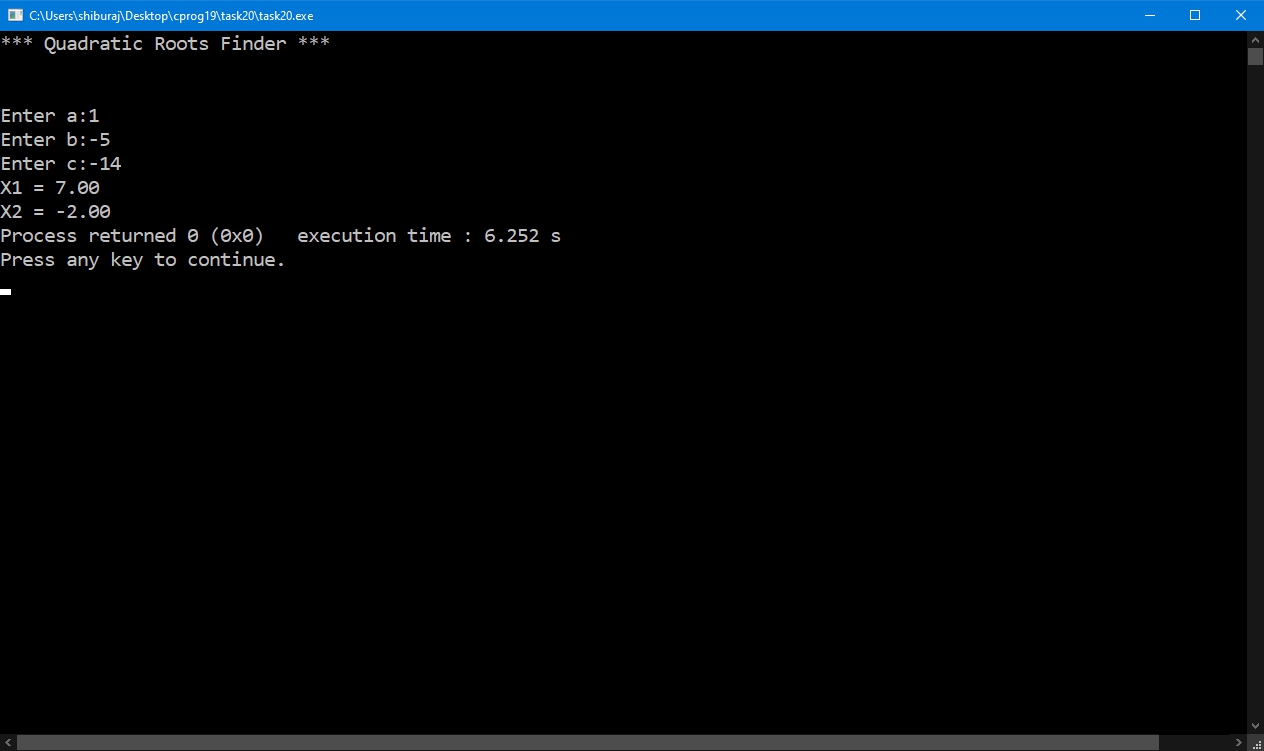 C:\Users\shiburaj\Desktop\cprog19\task20\task20.exe
*** Quadratic Roots Finder ***
Enter a:1
Enter b:-5
Enter c:-14
X1 = 7.00
X2 = -2.00
Process returned 0 (0x0)   execution time : 6.252 s
Press any key to continue.